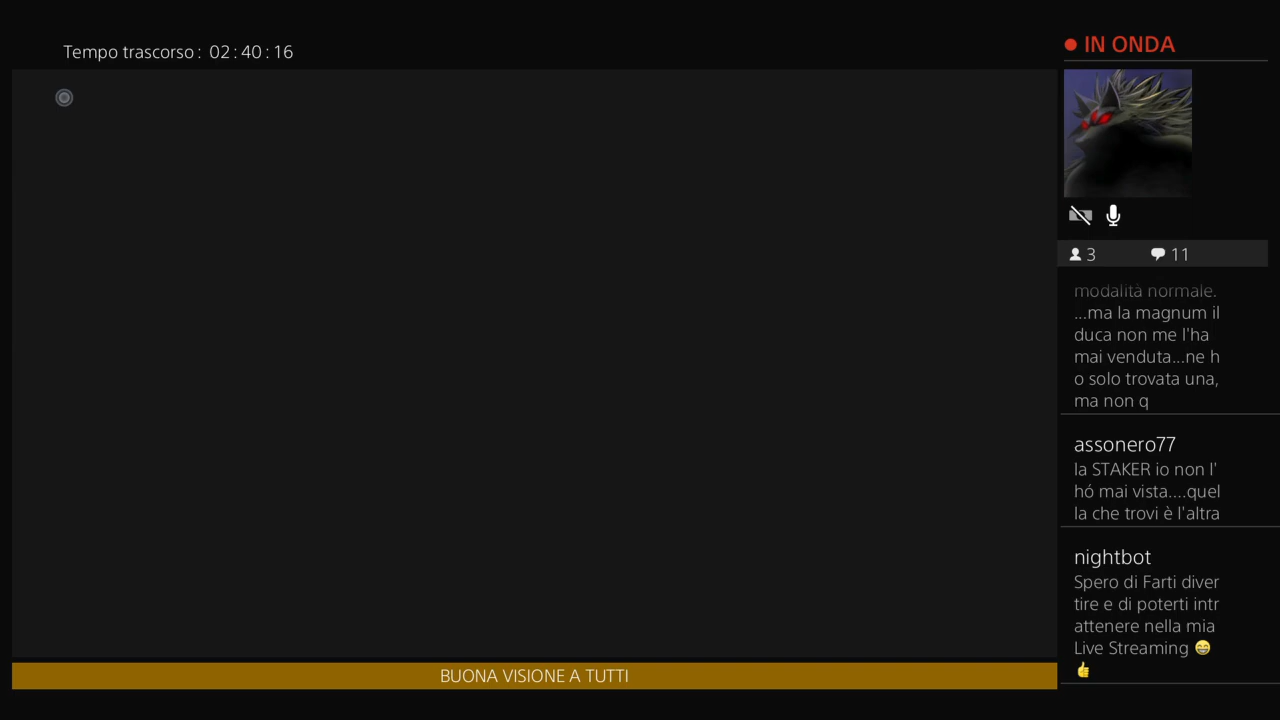 Tempo trascorso : 02 : 40 : 16
IN ONDA
3 11
modalità normale.
...ma la magnum il
duca non me l'ha
mai venduta...ne h
o solo trovata una,
ma non q
assonero77
la STAKER io non l'
hó mai vista....quel
la che trovi è l'altra
nightbot
Spero di Farti diver
tire e di poterti intr
attenere nella mia
Live Streaming 😁
👍
BUONA VISIONE A TUTTI